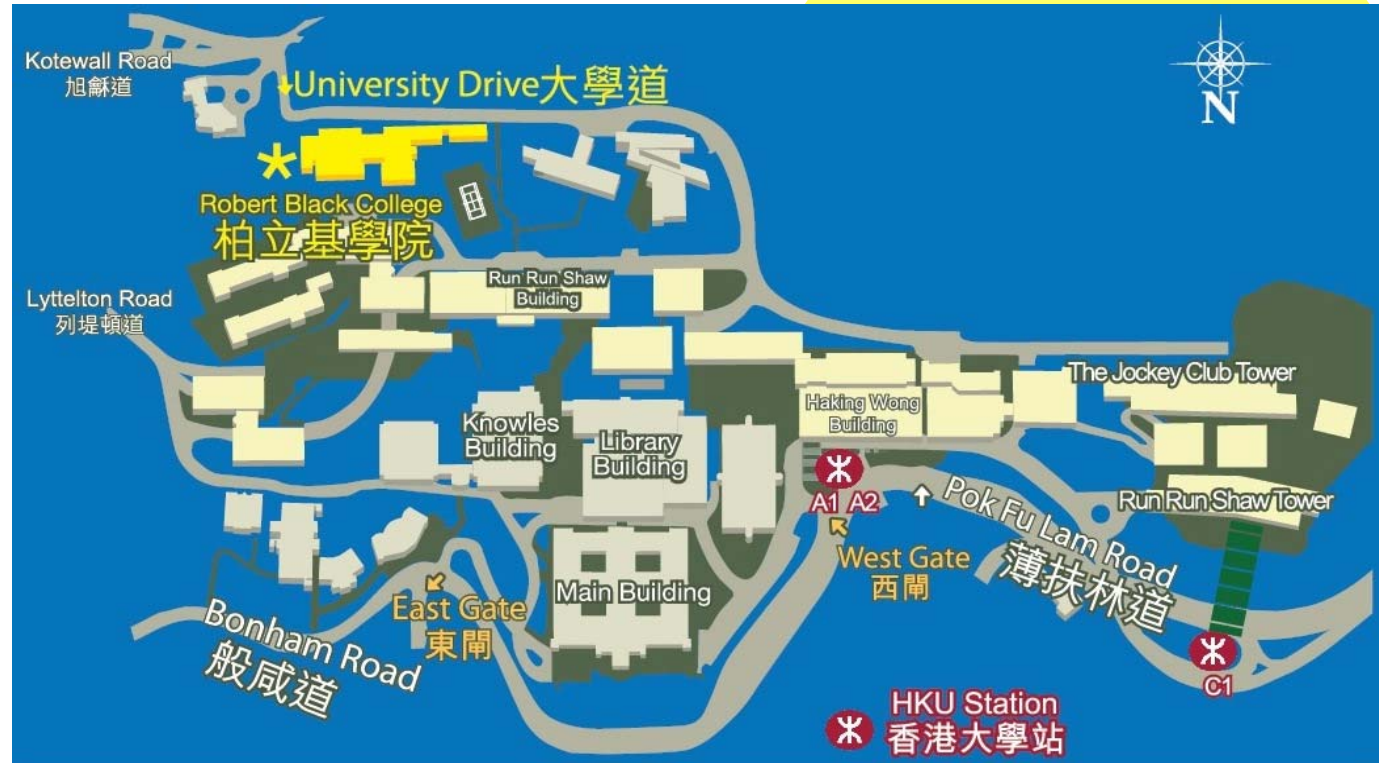 Kotewall Road
旭龢道
University Drive大學道
N
Robert Black College
柏立基學院
Run Run Shaw
Building
Lyttelton Road
列堤頓道
The Jockey Club Tower
Haking Wong
Building
Knowles
Building
Library
Building
A1 A2
Run Run Shaw Tower
Pok Fu Lam Road
薄扶林道
West Gate
西閘
Main Building
East Gate
東閘
Bonham Road
般咸道
C1
HKU Station
香港大學站